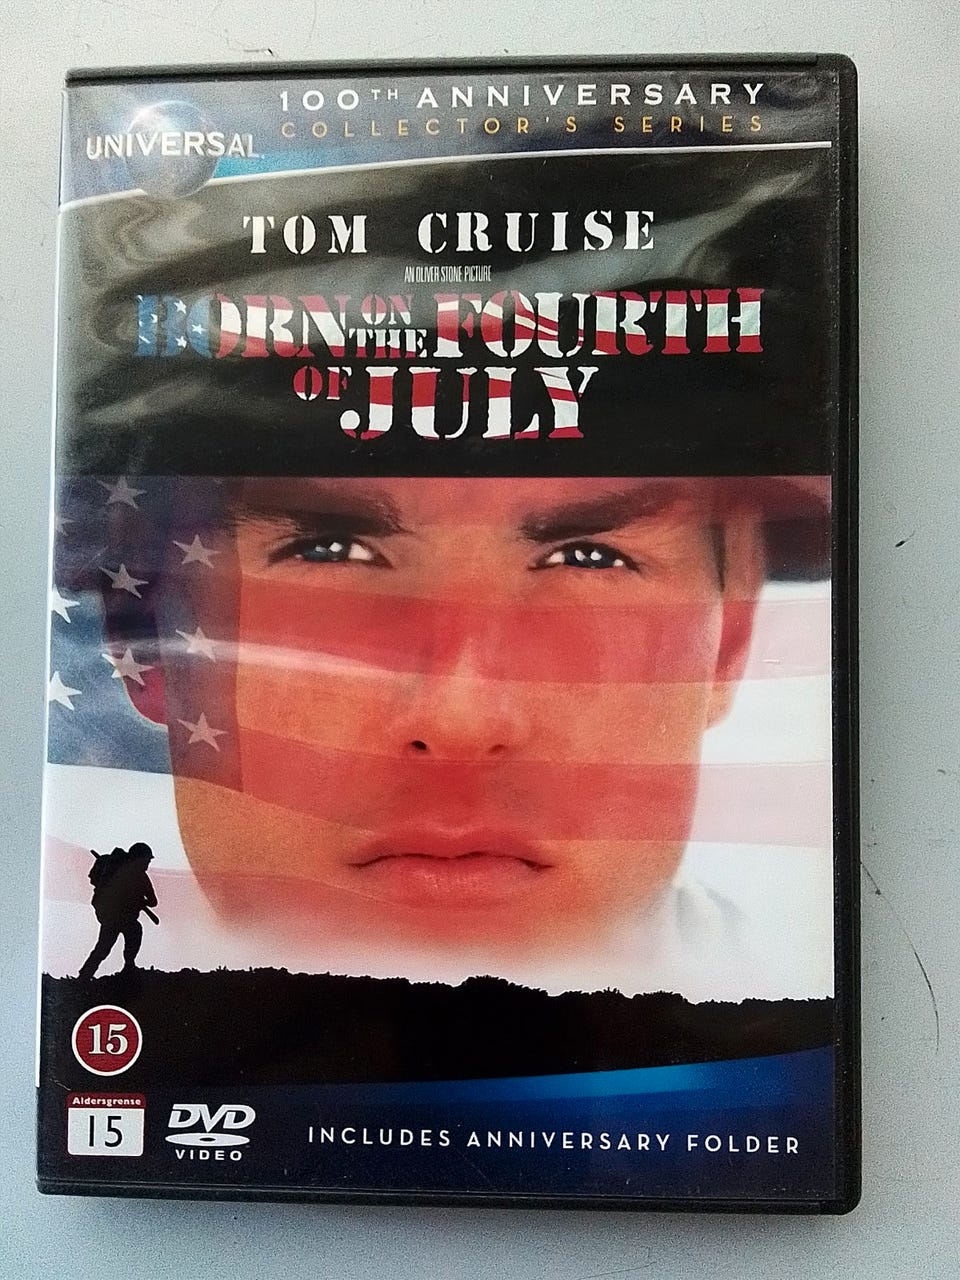 100TH ANNIVERSARY
COLLECTOR'S SERIES
UNIVERSAL
TOM CRUISE
AN OLIVER STONE PICTURE
BORN ON THE FOURTH
OF JULY
15
Aldersgrense
15
DVD
VIDEO
INCLUDES ANNIVERSARY FOLDER